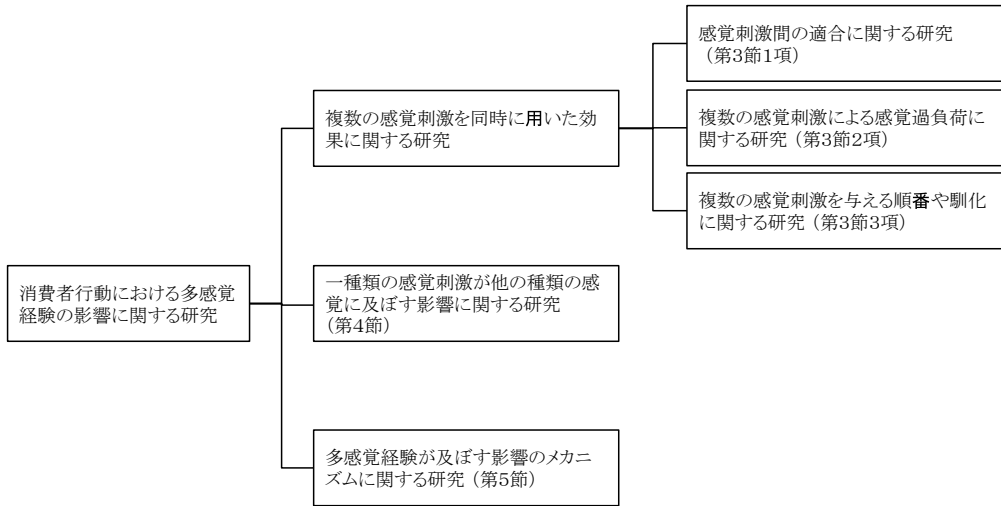 感覚刺激間の適合に関する研究
（第3節1項）
複数の感覚刺激を同時に用いた効
果に関する研究
複数の感覚刺激による感覚過負荷に
関する研究（第3節2項）
複数の感覚刺激を与える順番や馴化
に関する研究（第3節3項）
消費者行動における多感覚
経験の影響に関する研究
一種類の感覚刺激が他の種類の感
覚に及ぼす影響に関する研究
（第4節）
多感覚経験が及ぼす影響のメカニ
ズムに関する研究（第5節）